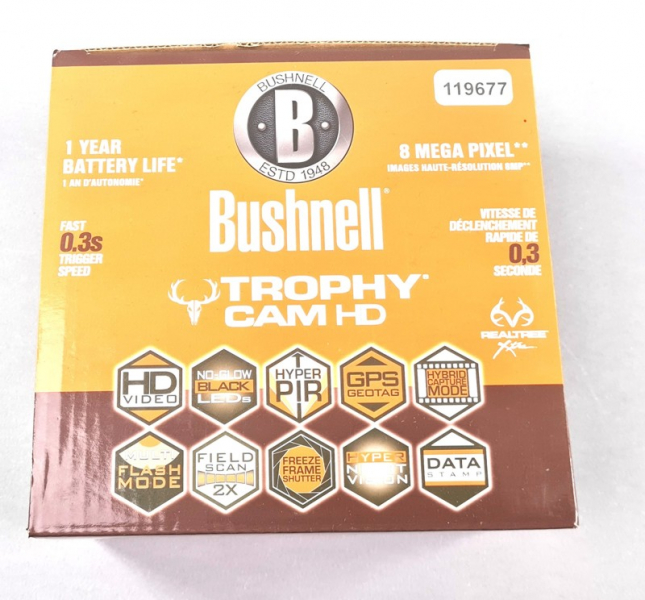 BUSHNELL
B
ESTD 1948
119677
1 YEAR
BATTERY LIFE*
1 AN D'AUTONOMIE*
8 MEGA PIXEL**
IMAGES HAUTE-RÉSOLUTION 8MP**
Bushnell®
FAST
0.3s
TRIGGER
SPEED
VITESSE DE
DÉCLENCHEMENT
RAPIDE DE
0,3
SECONDE
TROPHY®
CAM HD
REALTREE
Xtra
HD
VIDEO
NO-GLOW
BLACK
LEDs
HYPER
PIR
GPS
GEOTAG
HYBRID
CAPTURE
MODE
MULTI
FLASH
MODE
FIELD
SCAN
2X
FREEZE
FRAME
SHUTTER
HYPER
NIGHT
VISION
DATA
STAMP